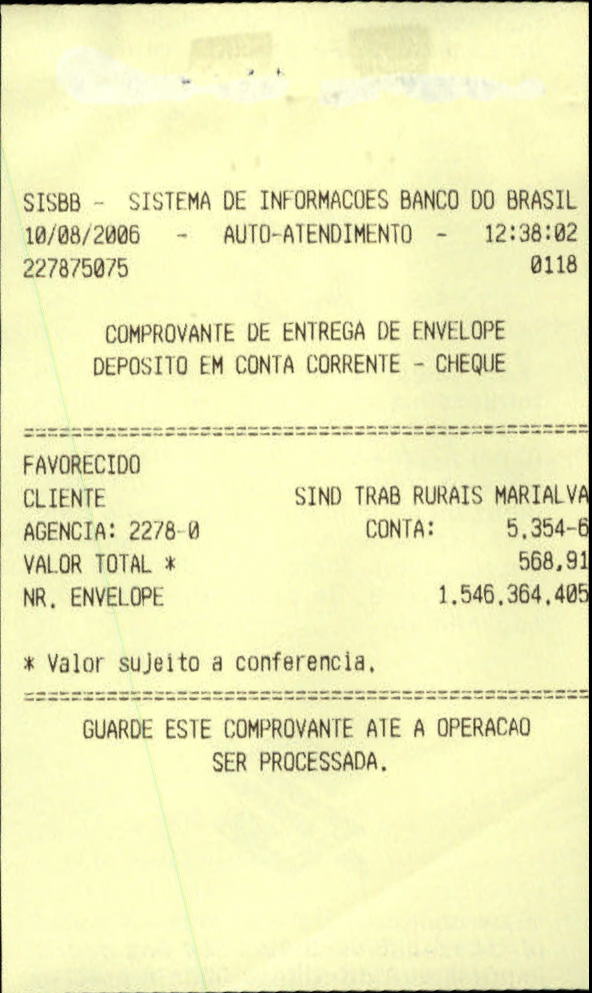 SISBB - SISTEMA DE INFORMACOES BANCO DO BRASIL
10/08/2006 - AUTO-ATENDIMENTO - 12:38:02
227875075 0118
COMPROVANTE DE ENTREGA DE ENVELOPE
DEPOSITO EM CONTA CORRENTE - CHEQUE
================================================
FAVORECIDO
CLIENTE SIND TRAB RURAIS MARIALVA
AGENCIA: 2278-0 CONTA: 5.354-6
VALOR TOTAL * 568,91
NR. ENVELOPE 1.546.364.405
* Valor sujeito a conferencia.
================================================
GUARDE ESTE COMPROVANTE ATE A OPERACAO
SER PROCESSADA.